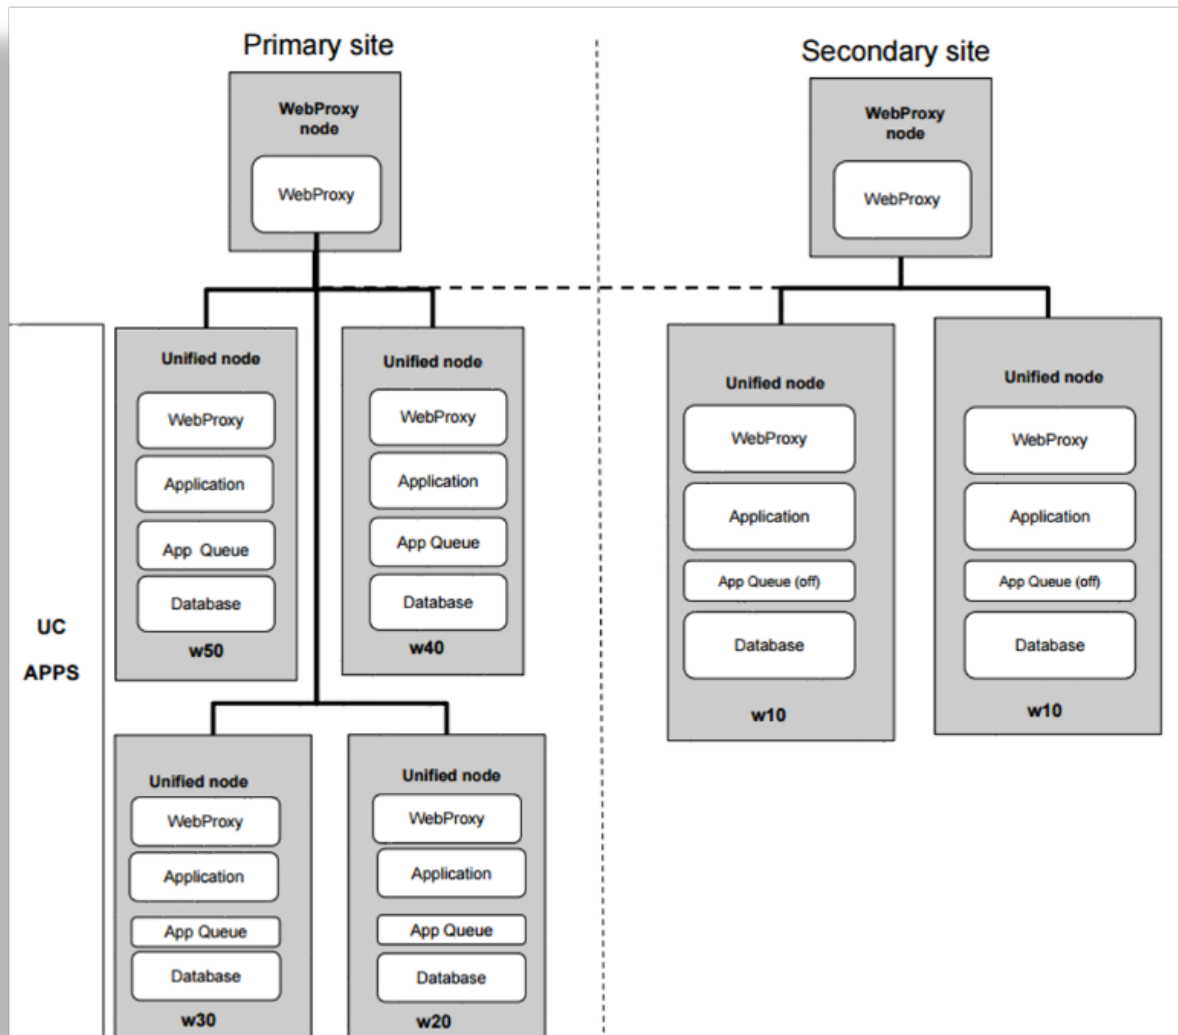 Primary site
Secondary site
WebProxy
node
WebProxy
WebProxy
node
WebProxy
Unified node
WebProxy
Application
App Queue
Database
w50
Unified node
WebProxy
Application
App Queue
Database
w40
Unified node
WebProxy
Application
App Queue (off)
Database
w10
Unified node
WebProxy
Application
App Queue (off)
Database
w10
UC
APPS
Unified node
WebProxy
Application
App Queue
Database
w30
Unified node
WebProxy
Application
App Queue
Database
w20